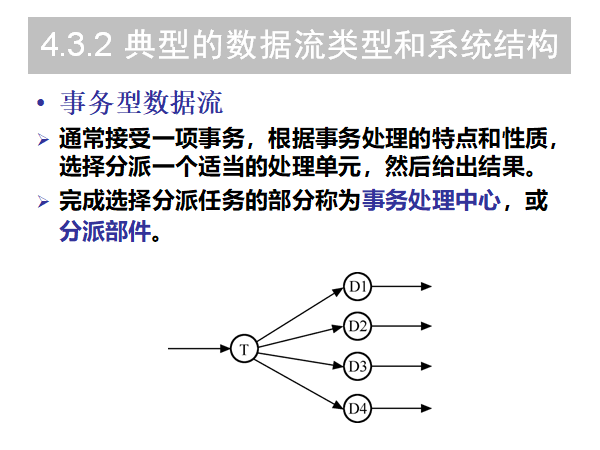 4.3.2 典型的数据流类型和系统结构
• 事务型数据流
➢ 通常接受一项事务，根据事务处理的特点和性质，
选择分派一个适当的处理单元，然后给出结果。
➢ 完成选择分派任务的部分称为事务处理中心，或
分派部件。
D1
D2
T
D3
D4